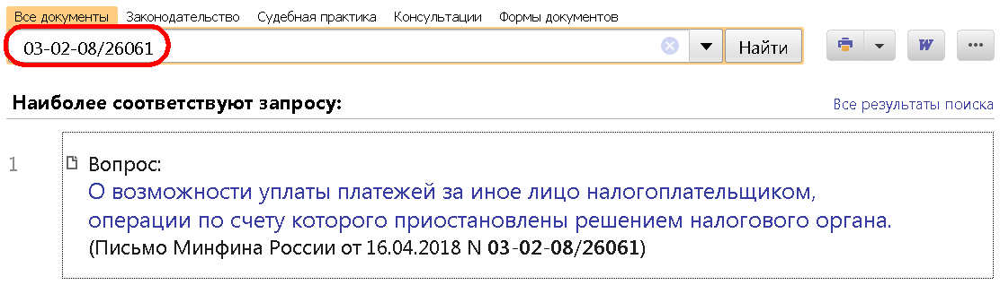 Все документы Законодательство Судебная практика Консультации Формы документов
03-02-08/26061 Найти W
Наиболее соответствуют запросу: Все результаты поиска
1 Вопрос:
О возможности уплаты платежей за иное лицо налогоплательщиком,
операции по счету которого приостановлены решением налогового органа.
(Письмо Минфина России от 16.04.2018 N 03-02-08/26061)